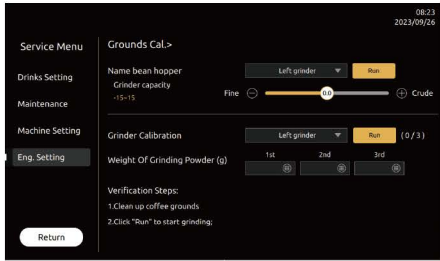 08:23
2023/09/26
Service Menu
Grounds Cal.>
Drinks Setting
Name bean hopper
Left grinder
Run
Grinder capacity
-15~15
Fine
0.0
Crude
Maintenance
Machine Setting
Grinder Calibration
Left grinder
Run
(0/3)
Eng. Setting
Weight Of Grinding Powder (g)
1st
2nd
3rd
Verification Steps:
1.Clean up coffee grounds
2.Click "Run" to start grinding;
Return